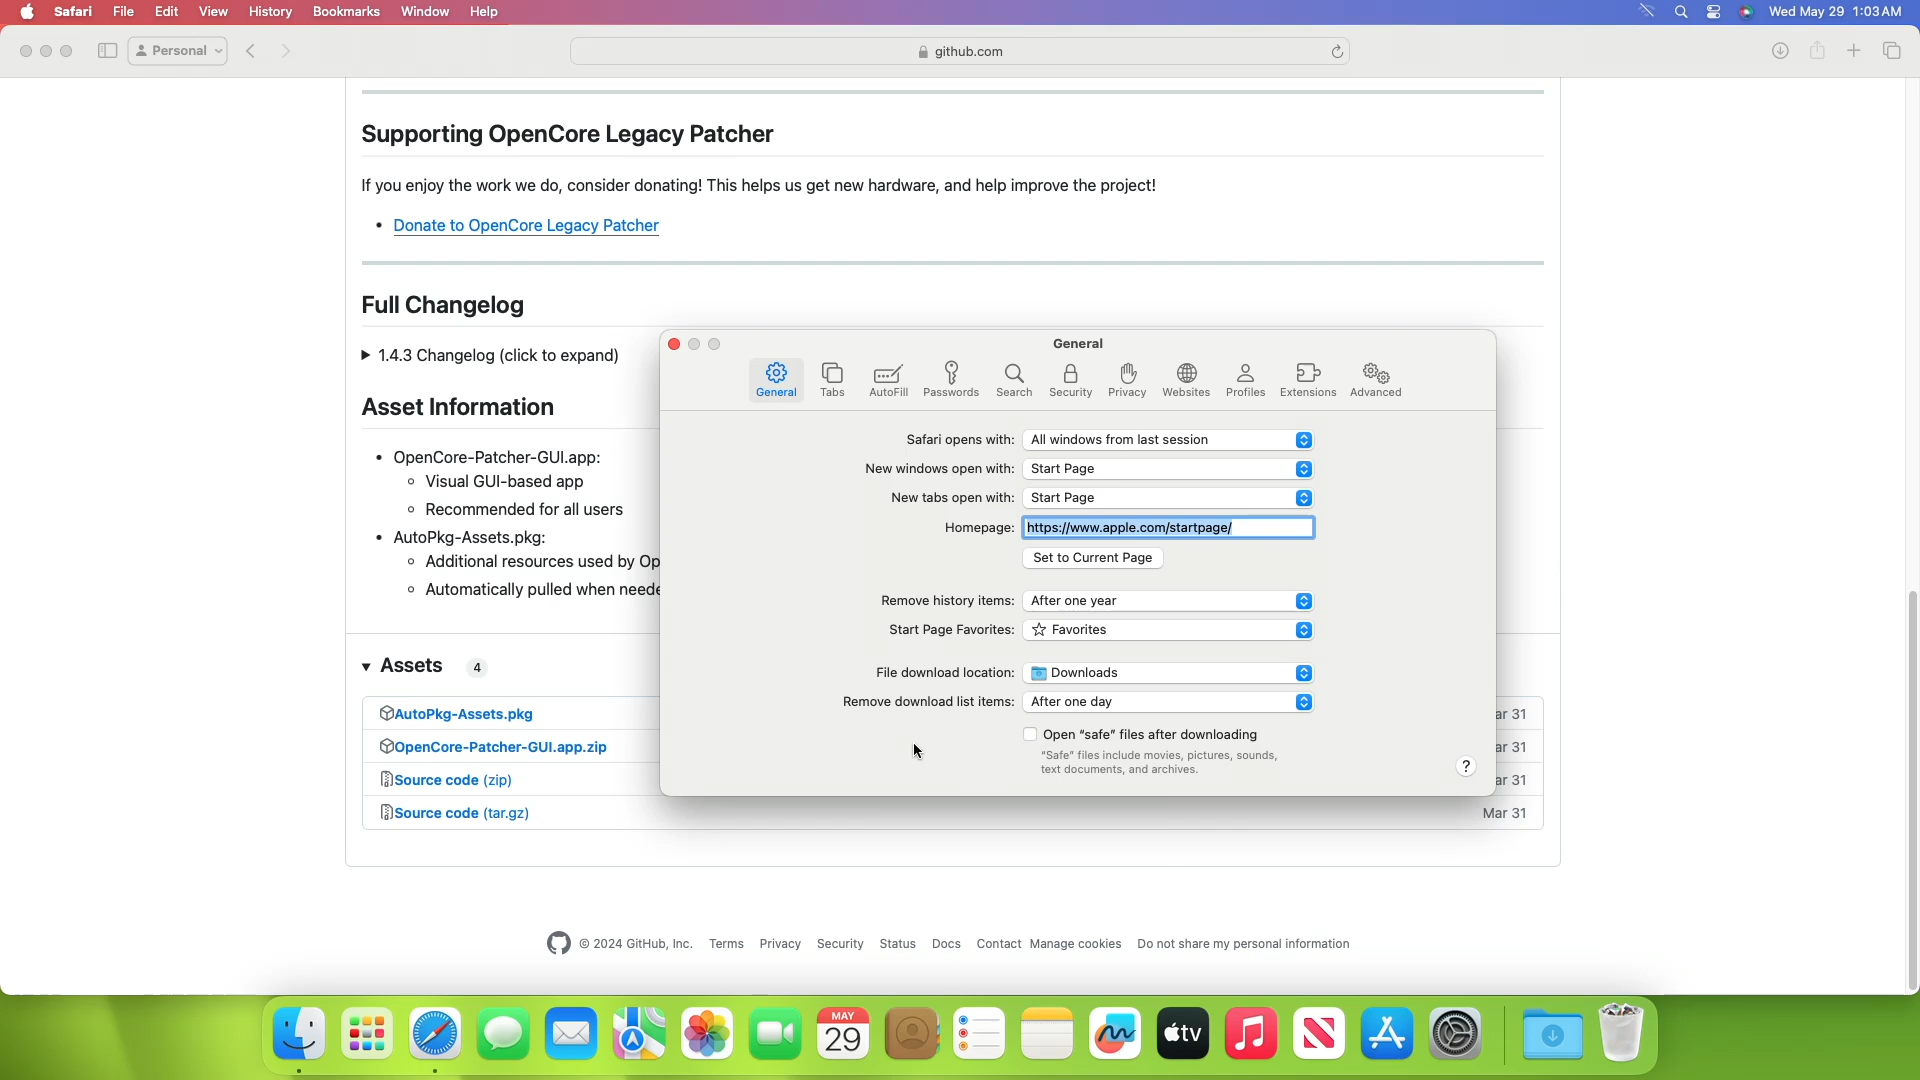 Safari File Edit View History Bookmarks Window Help Wed May 29 1:03 AM
Personal github.com
Supporting OpenCore Legacy Patcher
If you enjoy the work we do, consider donating! This helps us get new hardware, and help improve the project!
• Donate to OpenCore Legacy Patcher
Full Changelog
1.4.3 Changelog (click to expand)
Asset Information
• OpenCore-Patcher-GUI.app:
Visual GUI-based app
Recommended for all users
• AutoPkg-Assets.pkg:
Additional resources used by Op
Automatically pulled when neede
Assets 4
AutoPkg-Assets.pkg ar 31
OpenCore-Patcher-GUI.app.zip ar 31
Source code (zip) ar 31
Source code (tar.gz) Mar 31
General
General Tabs AutoFill Passwords Search Security Privacy Websites Profiles Extensions Advanced
Safari opens with: All windows from last session
New windows open with: Start Page
New tabs open with: Start Page
Homepage: https://www.apple.com/startpage/
Set to Current Page
Remove history items: After one year
Start Page Favorites: Favorites
File download location: Downloads
Remove download list items: After one day
Open “safe” files after downloading
“Safe” files include movies, pictures, sounds,
text documents, and archives.
?
© 2024 GitHub, Inc. Terms Privacy Security Status Docs Contact Manage cookies Do not share my personal information
MAY
29
tv